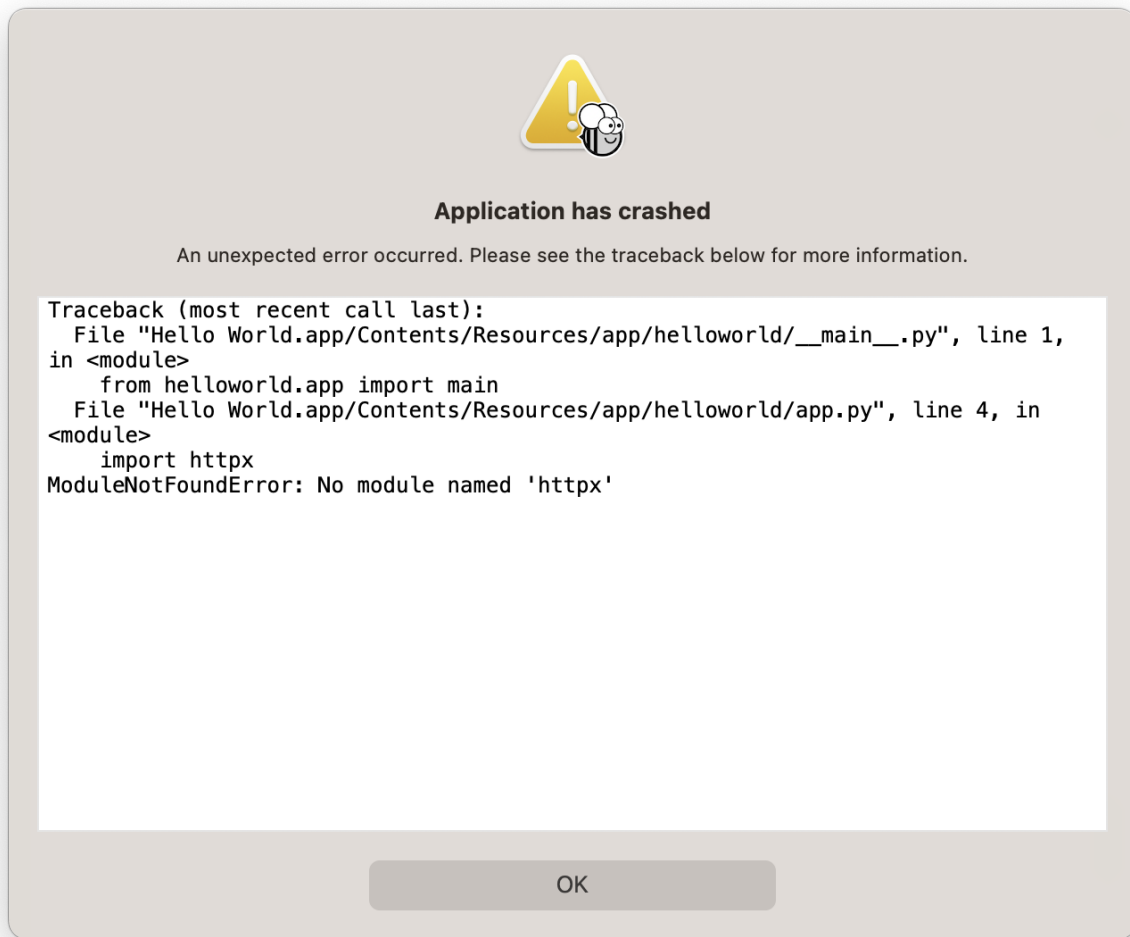 Application has crashed
An unexpected error occurred. Please see the traceback below for more information.
Traceback (most recent call last):
  File "Hello World.app/Contents/Resources/app/helloworld/__main__.py", line 1,
in <module>
    from helloworld.app import main
  File "Hello World.app/Contents/Resources/app/helloworld/app.py", line 4, in
<module>
    import httpx
ModuleNotFoundError: No module named 'httpx'
OK